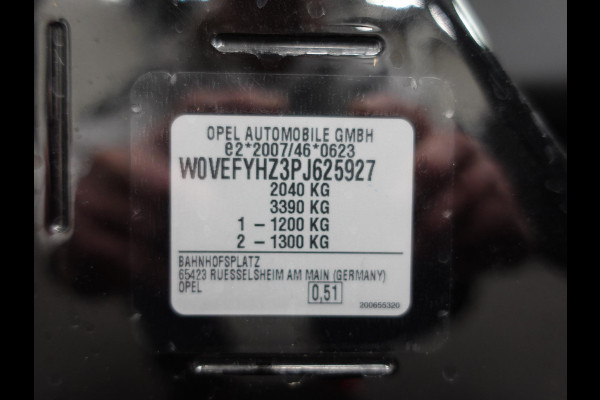 OPEL AUTOMOBILE GMBH
e2*2007/46*0623
W0VEFYHZ3PJ625927
2040 KG
3390 KG
1 – 1200 KG
2 – 1300 KG
BAHNHOFSPLATZ
65423 RUESSELSHEIM AM MAIN (GERMANY)
OPEL
0,51
200655320